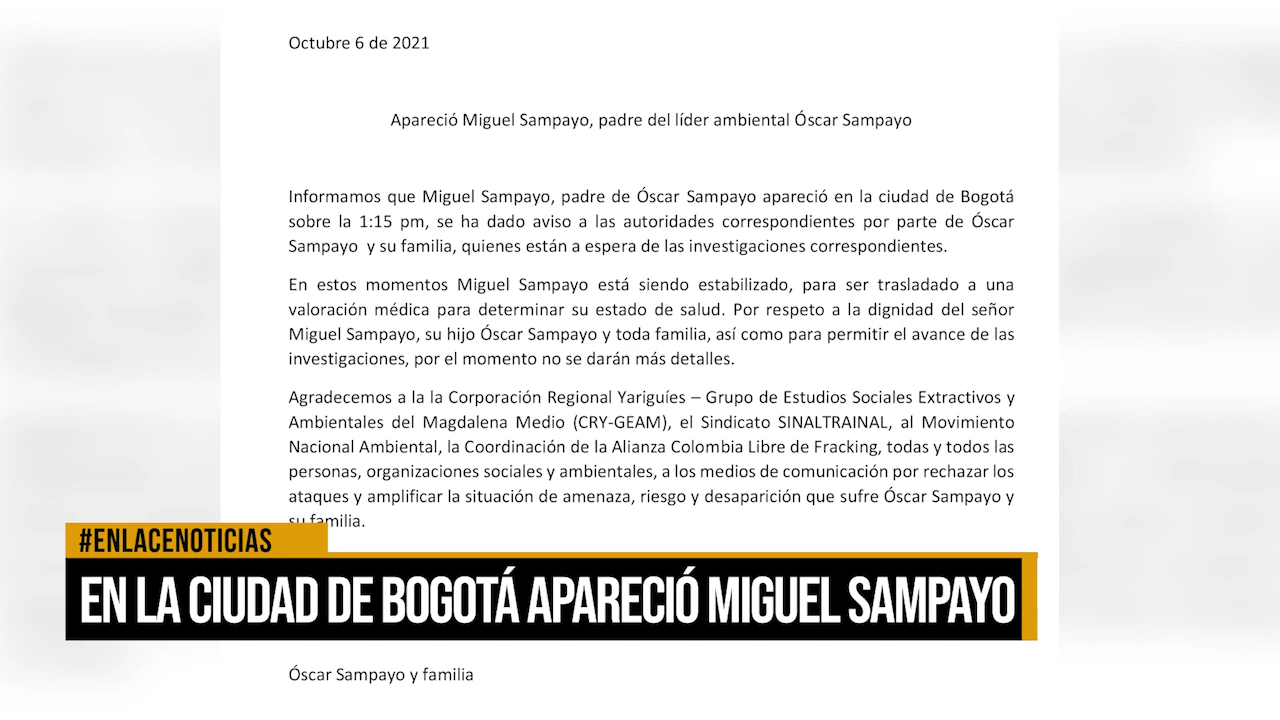 Octubre 6 de 2021
Apareció Miguel Sampayo, padre del líder ambiental Óscar Sampayo
Informamos que Miguel Sampayo, padre de Óscar Sampayo apareció en la ciudad de Bogotá
sobre la 1:15 pm, se ha dado aviso a las autoridades correspondientes por parte de Óscar
Sampayo y su familia, quienes están a espera de las investigaciones correspondientes.
En estos momentos Miguel Sampayo está siendo estabilizado, para ser trasladado a una
valoración médica para determinar su estado de salud. Por respeto a la dignidad del señor
Miguel Sampayo, su hijo Óscar Sampayo y toda familia, así como para permitir el avance de las
investigaciones, por el momento no se darán más detalles.
Agradecemos a la la Corporación Regional Yariguíes – Grupo de Estudios Sociales Extractivos y
Ambientales del Magdalena Medio (CRY-GEAM), el Sindicato SINALTRAINAL, al Movimiento
Nacional Ambiental, la Coordinación de la Alianza Colombia Libre de Fracking, todas y todos las
personas, organizaciones sociales y ambientales, a los medios de comunicación por rechazar los
ataques y amplificar la situación de amenaza, riesgo y desaparición que sufre Óscar Sampayo y
su familia.
#ENLACENOTICIAS
EN LA CIUDAD DE BOGOTÁ APARECIÓ MIGUEL SAMPAYO
Óscar Sampayo y familia